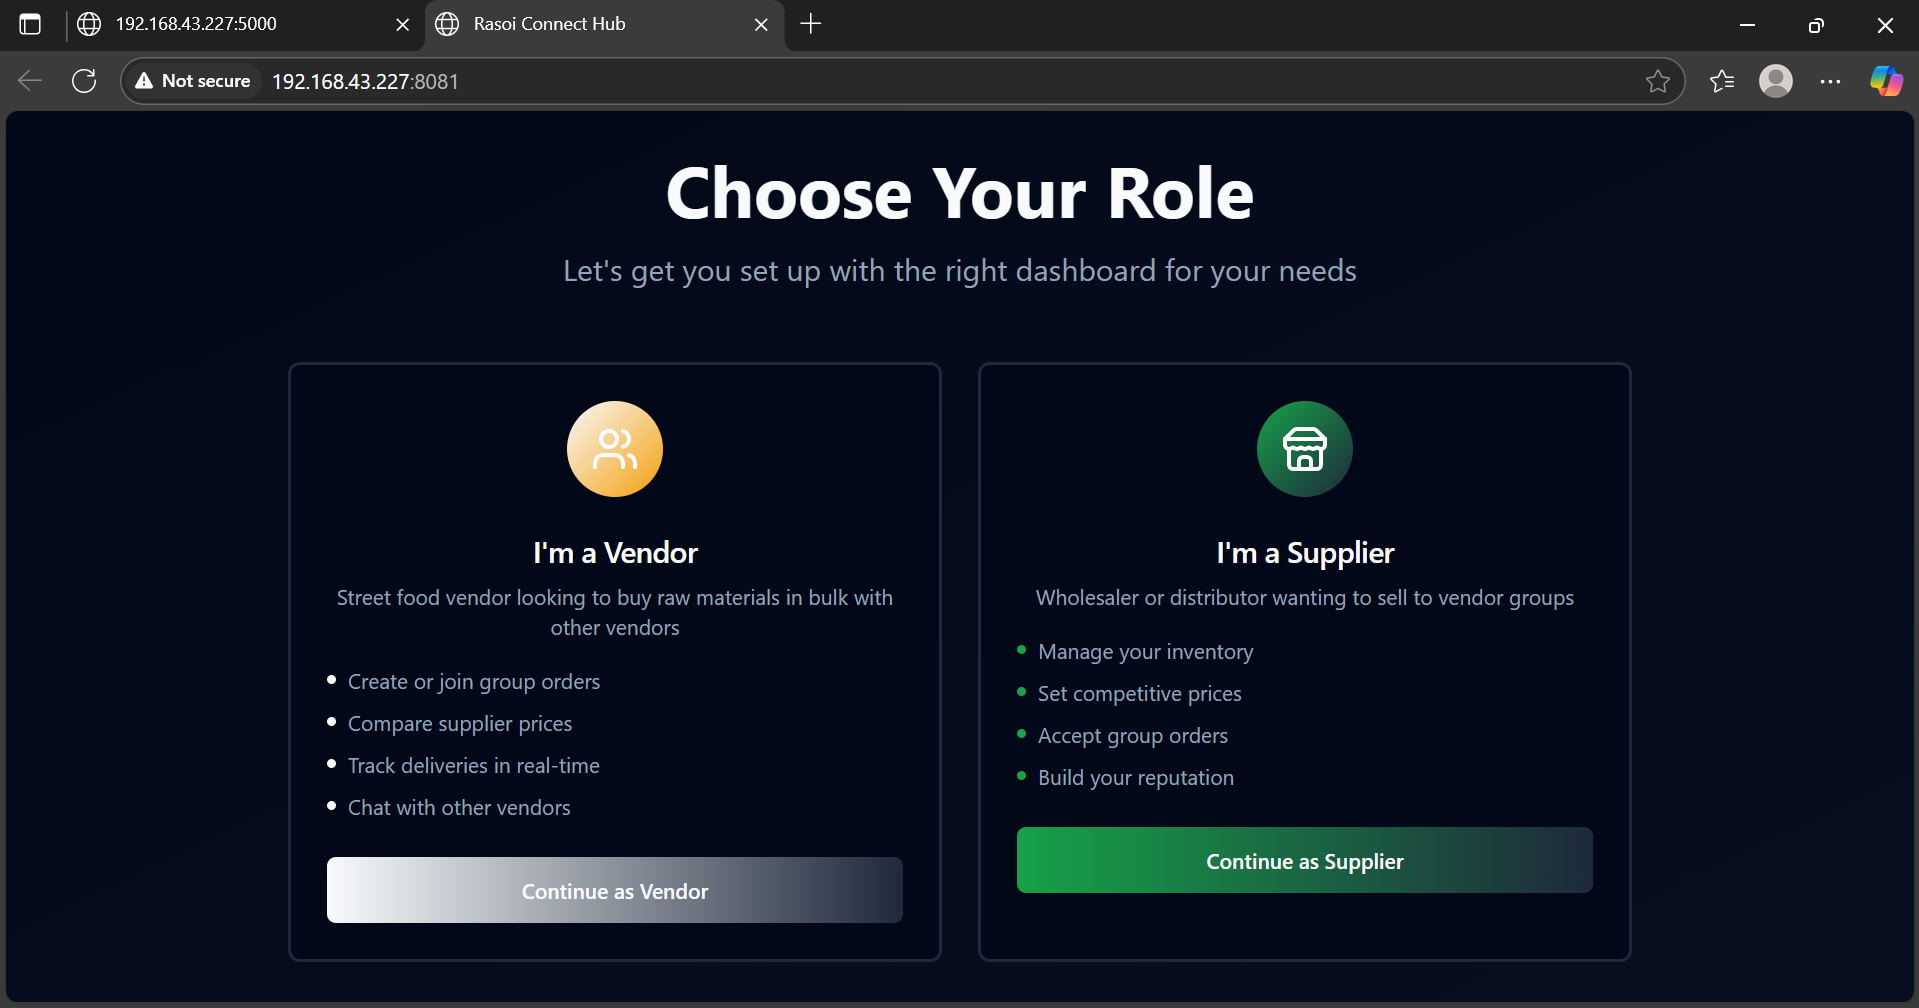 192.168.43.227:5000
Rasoi Connect Hub
Not secure
192.168.43.227:8081
Choose Your Role
Let's get you set up with the right dashboard for your needs
I'm a Vendor
Street food vendor looking to buy raw materials in bulk with
other vendors
Create or join group orders
Compare supplier prices
Track deliveries in real-time
Chat with other vendors
Continue as Vendor
I'm a Supplier
Wholesaler or distributor wanting to sell to vendor groups
Manage your inventory
Set competitive prices
Accept group orders
Build your reputation
Continue as Supplier